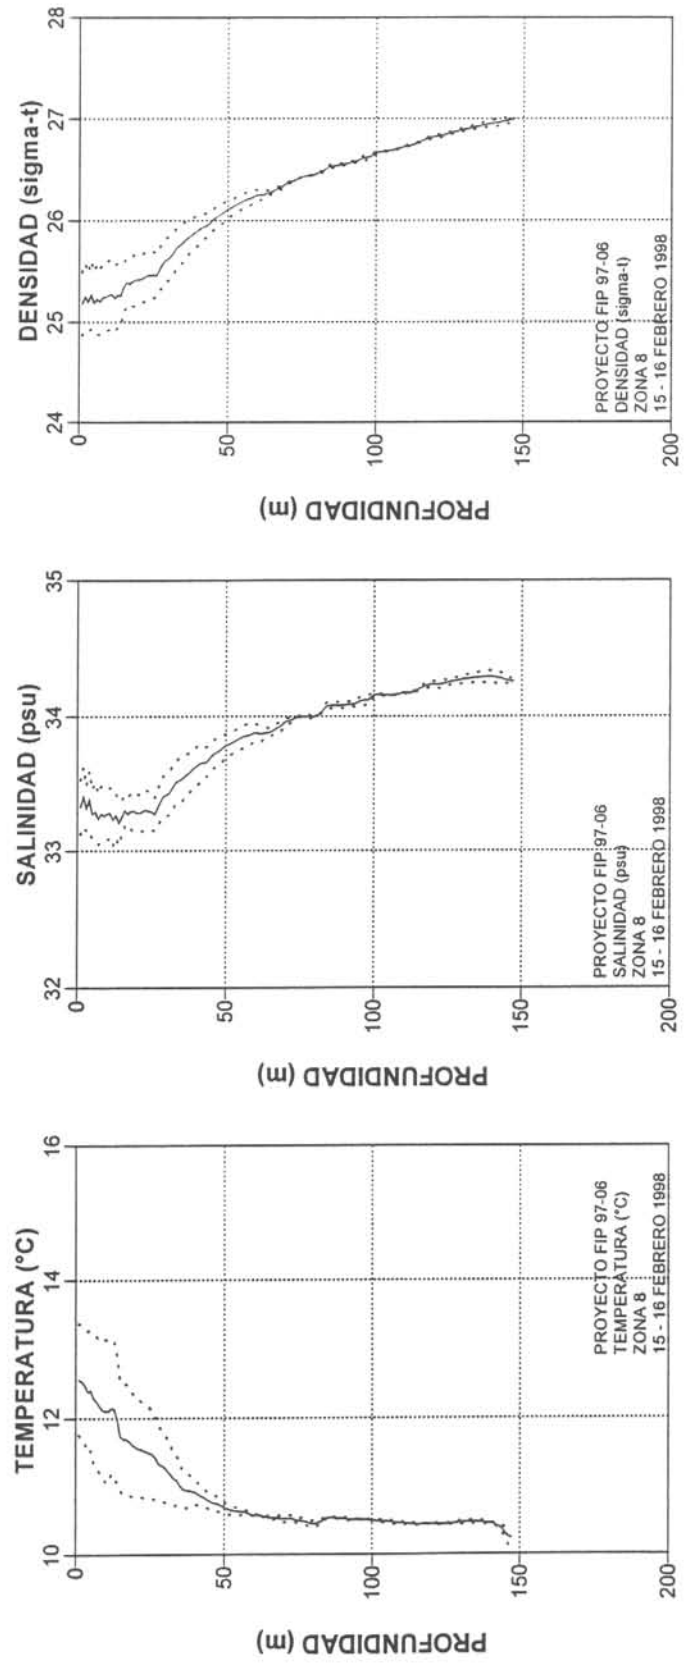 TEMPERATURA (°C)
10
12
14
16
0
50
100
150
200
PROFUNDIDAD (m)
PROYECTO FIP 97-06
TEMPERATURA (°C)
ZONA 8
15 - 16 FEBRERO 1998
SALINIDAD (psu)
32
33
34
35
0
50
100
150
200
PROFUNDIDAD (m)
PROYECTO FIP 97-06
SALINIDAD (psu)
ZONA 8
15 - 16 FEBRERO 1998
DENSIDAD (sigma-t)
24
25
26
27
28
0
50
100
150
200
PROFUNDIDAD (m)
PROYECTO FIP 97-06
DENSIDAD (sigma-t)
ZONA 8
15 - 16 FEBRERO 1998